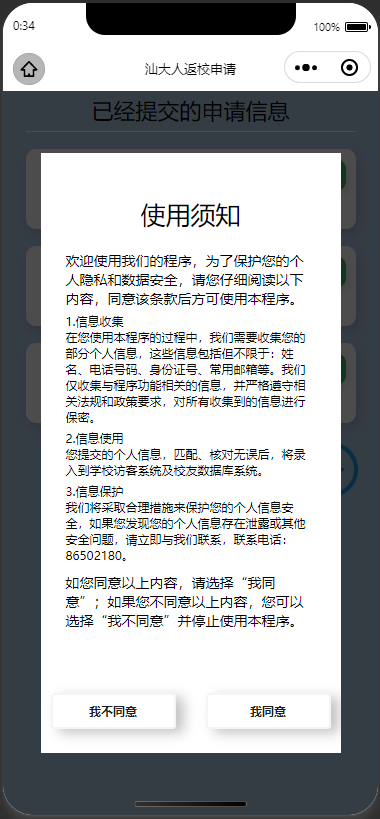 0:34
100%
汕大人返校申请
已经提交的申请信息
使用须知
欢迎使用我们的程序，为了保护您的个
人隐私和数据安全，请您仔细阅读以下
内容，同意该条款后方可使用本程序。
1.信息收集
在您使用本程序的过程中，我们需要收集您的
部分个人信息，这些信息包括但不限于：姓
名、电话号码、身份证号、常用邮箱等。我们
仅收集与程序功能相关的信息，并严格遵守相
关法规和政策要求，对所有收集到的信息进行
保密。
2.信息使用
您提交的个人信息，匹配、核对无误后，将录
入到学校访客系统及校友数据库系统。
3.信息保护
我们将采取合理措施来保护您的个人信息安
全，如果您发现您的个人信息存在泄露或其他
安全问题，请立即与我们联系，联系电话：
86502180。
如您同意以上内容，请选择“我同
意”；如果您不同意以上内容，您可以
选择“我不同意”并停止使用本程序。
我不同意
我同意